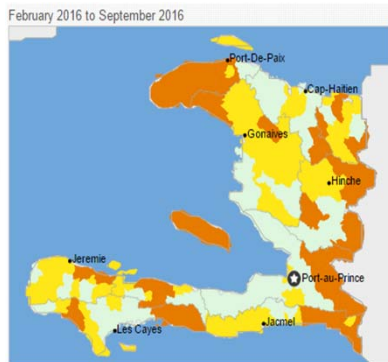 February 2016 to September 2016
Port-De-Paix
Cap-Haitien
Gonaives
Hinche
Jeremie
Port-au-Prince
Les Cayes
Jacmel